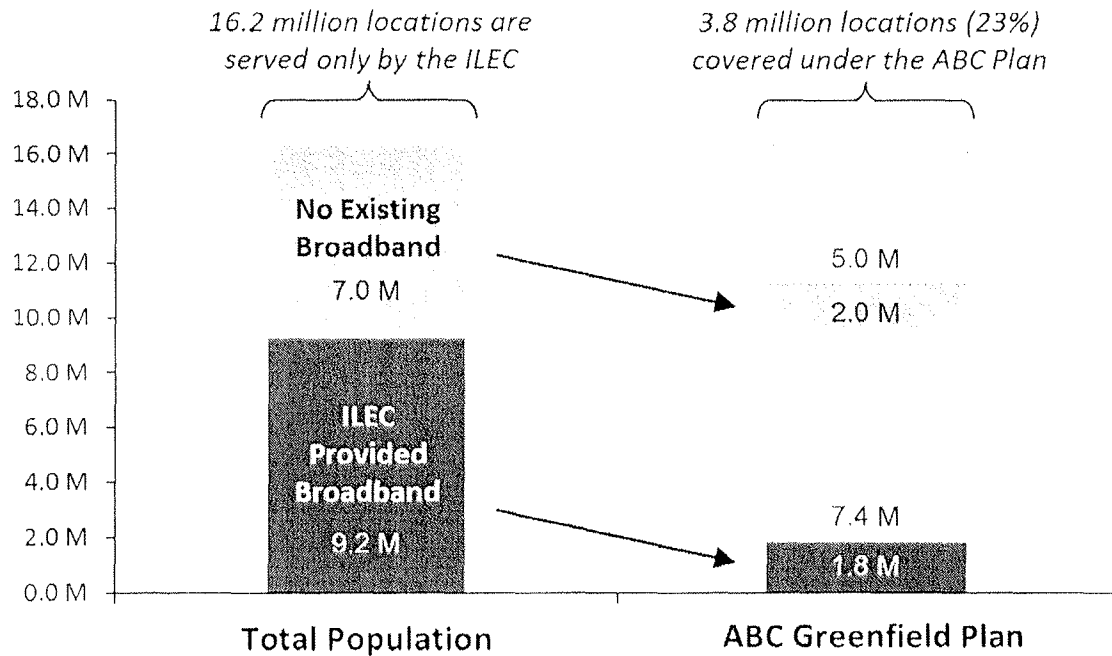 16.2 million locations are
served only by the ILEC
3.8 million locations (23%)
covered under the ABC Plan
18.0 M
16.0 M
14.0 M
12.0 M
10.0 M
8.0 M
6.0 M
4.0 M
2.0 M
0.0 M
No Existing
Broadband
7.0 M
ILEC
Provided
Broadband
9.2 M
5.0 M
2.0 M
7.4 M
1.8 M
Total Population
ABC Greenfield Plan